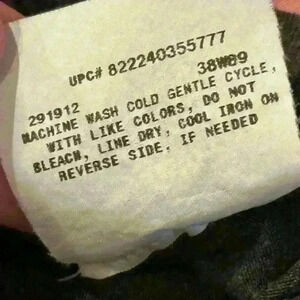 UPC# 822240355777
291912 38W09
MACHINE WASH COLD GENTLE CYCLE,
WITH LIKE COLORS, DO NOT
BLEACH, LINE DRY, COOL IRON ON
REVERSE SIDE, IF NEEDED